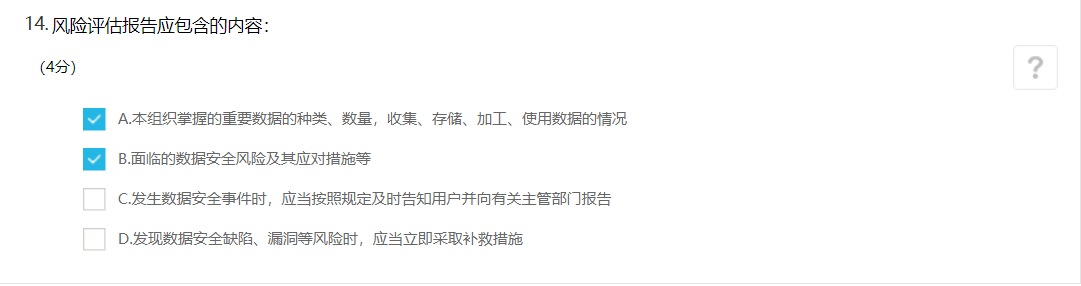 14. 风险评估报告应包含的内容：
（4分）
?
A.本组织掌握的重要数据的种类、数量，收集、存储、加工、使用数据的情况
B.面临的数据安全风险及其应对措施等
C.发生数据安全事件时，应当按照规定及时告知用户并向有关主管部门报告
D.发现数据安全缺陷、漏洞等风险时，应当立即采取补救措施